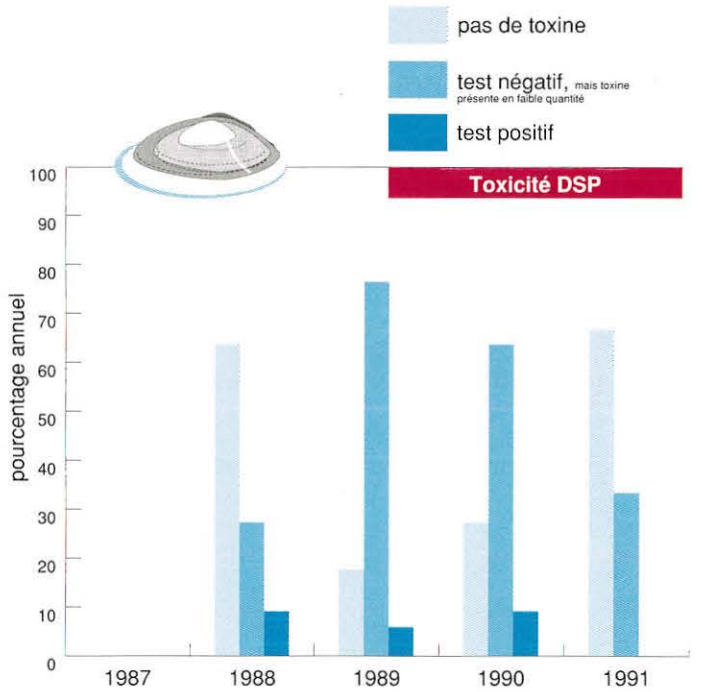 pas de toxine
test négatif, mais toxine
présente en faible quantité
test positif
Toxicité DSP
pourcentage annuel
100
90
80
70
60
50
40
30
20
10
0
1987 1988 1989 1990 1991